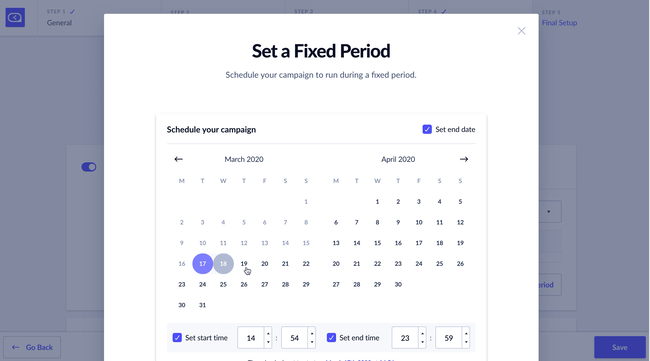 STEP 1
STEP 2
STEP 3
STEP 4
STEP 5
General
Final Setup
Set a Fixed Period
Schedule your campaign to run during a fixed period.
Schedule your campaign
Set end date
March 2020
April 2020
M T W T F S S
M T W T F S S
1
1 2 3 4 5
2 3 4 5 6 7 8
6 7 8 9 10 11 12
9 10 11 12 13 14 15
13 14 15 16 17 18 19
16 17 18 19 20 21 22
20 21 22 23 24 25 26
23 24 25 26 27 28 29
27 28 29 30
30 31
Set start time
14 : 54
Set end time
23 : 59
Go Back
Save